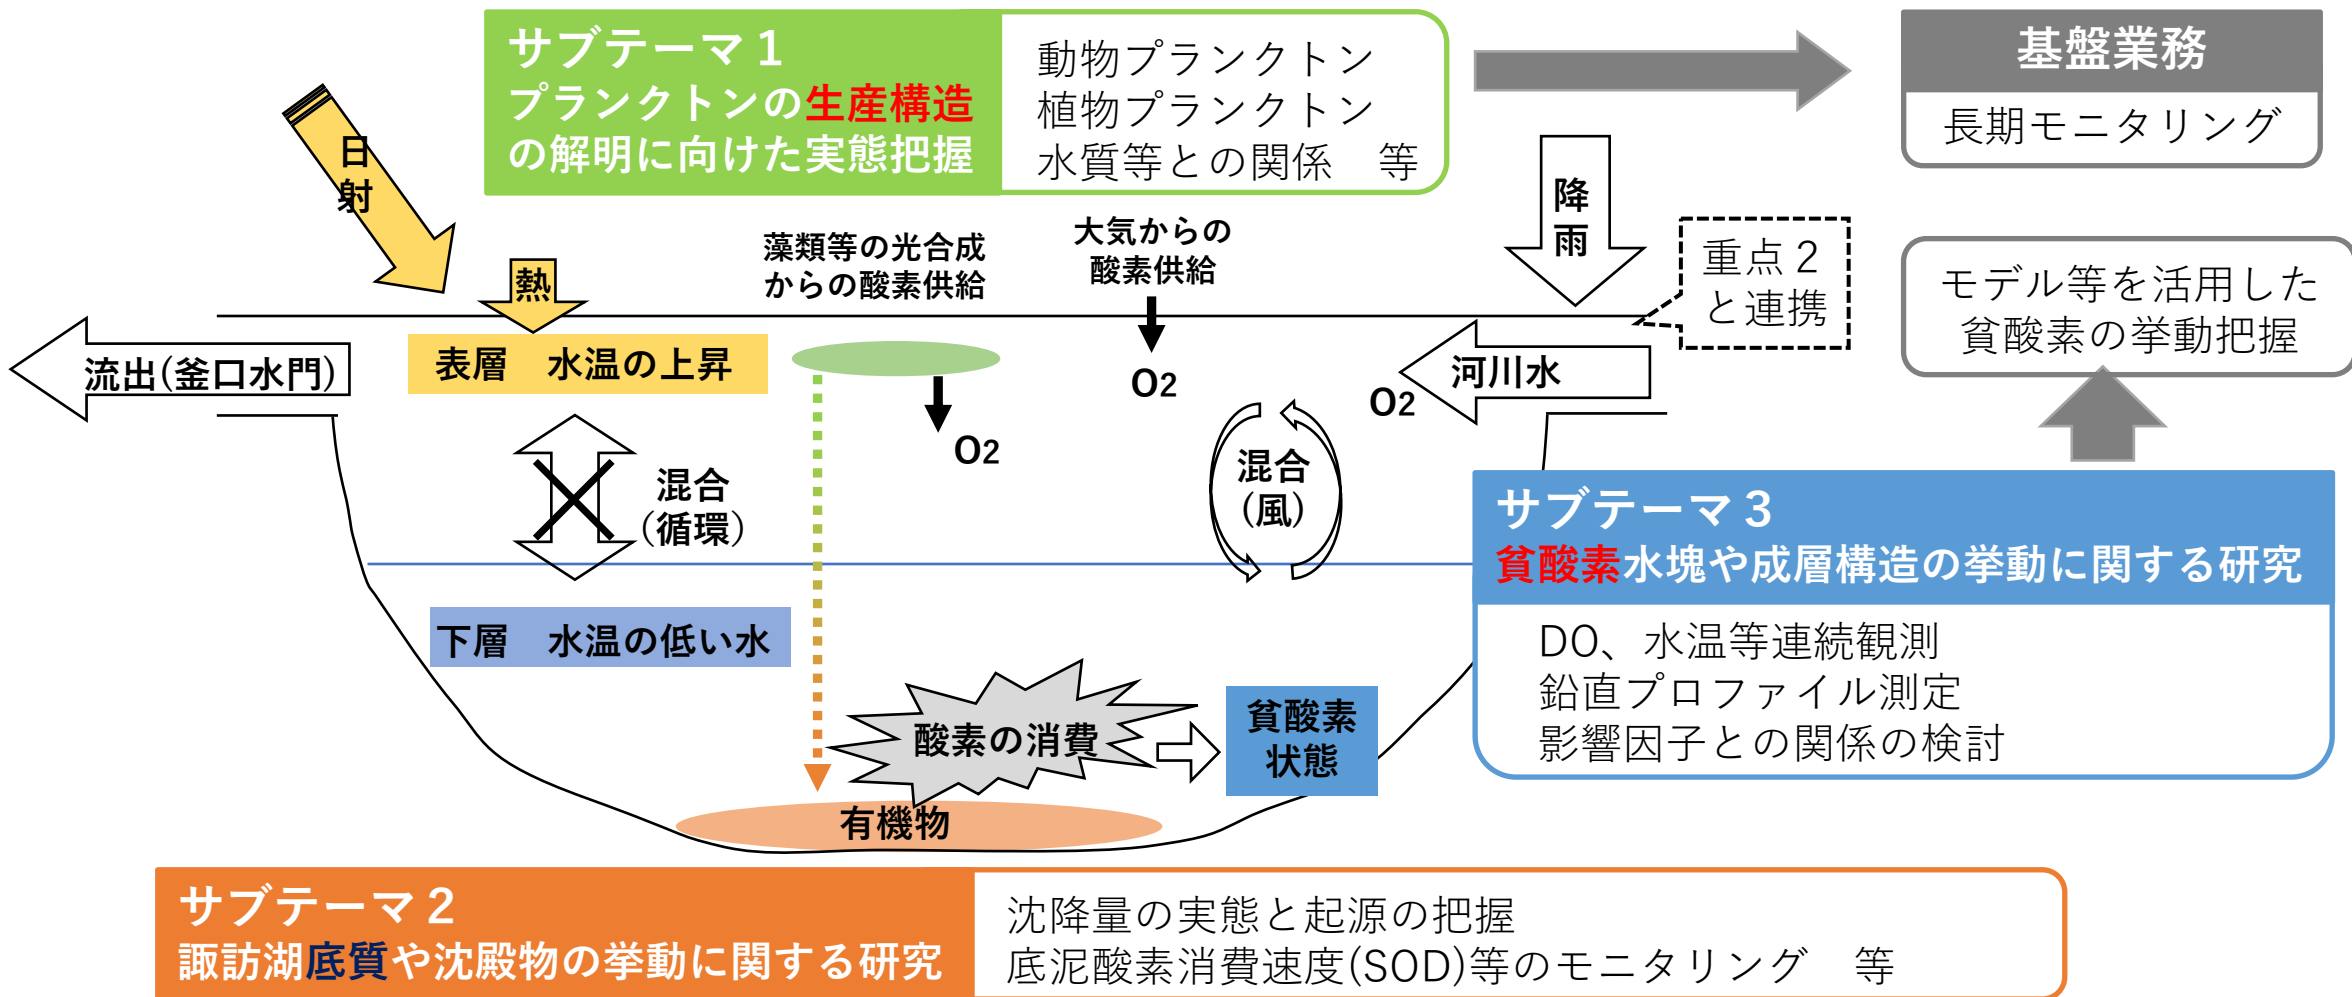 サブテーマ１
プランクトンの生産構造
の解明に向けた実態把握
動物プランクトン
植物プランクトン
水質等との関係　等
基盤業務
長期モニタリング
日
射
熱
藻類等の光合成
からの酸素供給
大気からの
酸素供給
降
雨
重点２
と連携
モデル等を活用した
貧酸素の挙動把握
流出(釜口水門)
表層　水温の上昇
O2
O2
O2
河川水
混合
（循環）
混合
(風)
下層　水温の低い水
サブテーマ３
貧酸素水塊や成層構造の挙動に関する研究
DO、水温等連続観測
鉛直プロファイル測定
影響因子との関係の検討
酸素の消費
貧酸素
状態
有機物
サブテーマ２
諏訪湖底質や沈殿物の挙動に関する研究
沈降量の実態と起源の把握
底泥酸素消費速度(SOD)等のモニタリング　等